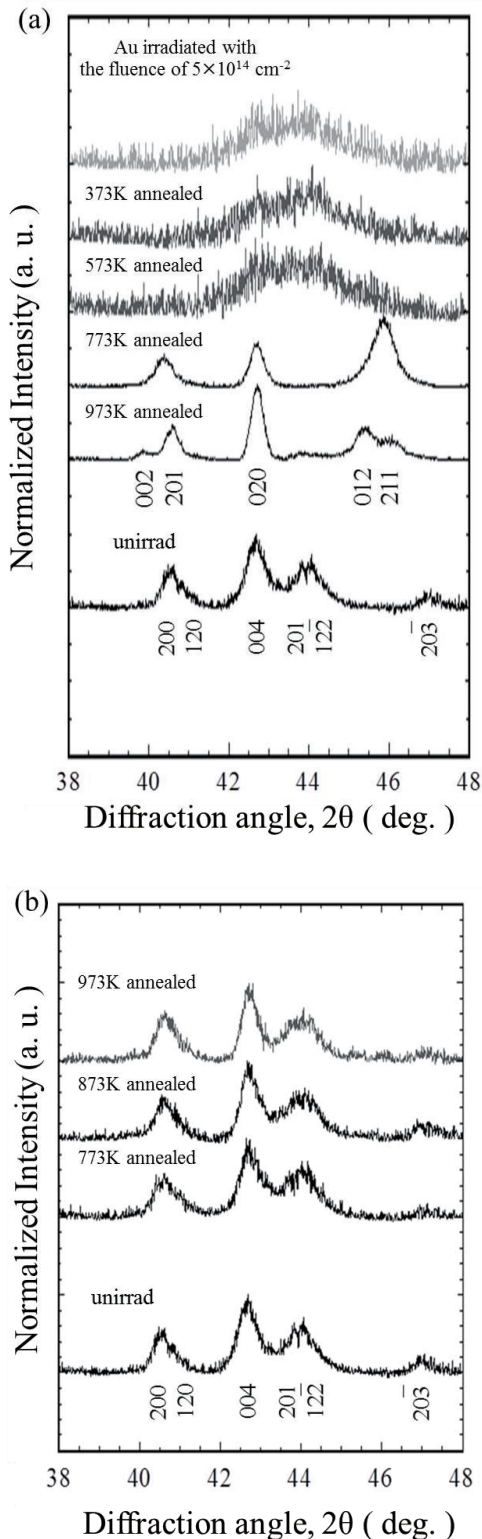 (a)
Au irradiated with
the fluence of 5×10¹⁴ cm⁻²
373K annealed
573K annealed
773K annealed
973K annealed
002 201 020 012 211
unirrad
200 120 004 201 1̅22 2̅03
Normalized Intensity (a. u. )
38 40 42 44 46 48
Diffraction angle, 2θ ( deg. )
(b)
973K annealed
873K annealed
773K annealed
unirrad
200 120 004 201 1̅22 2̅03
Normalized Intensity (a. u. )
38 40 42 44 46 48
Diffraction angle, 2θ ( deg. )